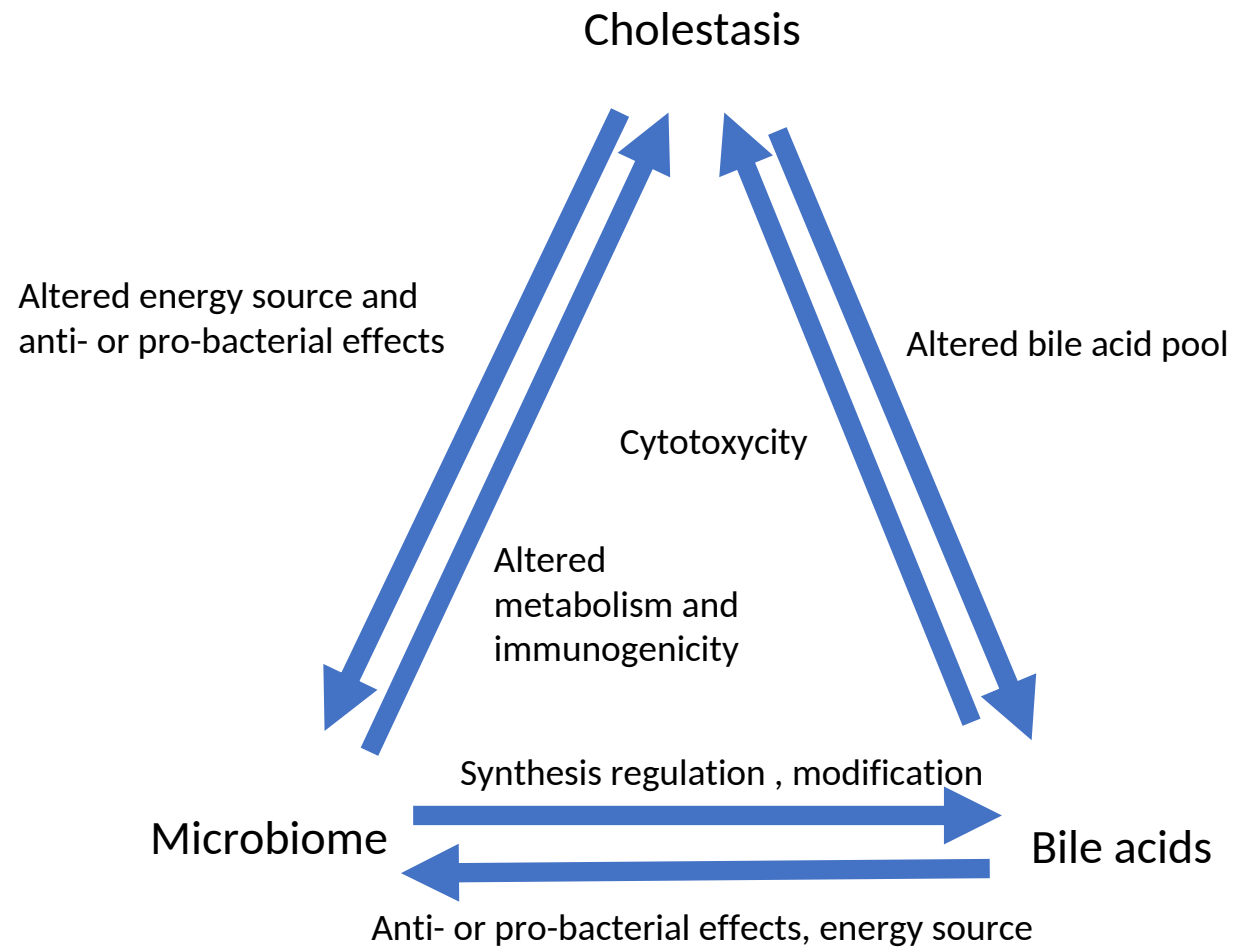 Cholestasis
Altered energy source and
anti- or pro-bacterial effects
Altered bile acid pool
Cytotoxycity
Altered
metabolism and
immunogenicity
Synthesis regulation , modification
Microbiome
Bile acids
Anti- or pro-bacterial effects, energy source